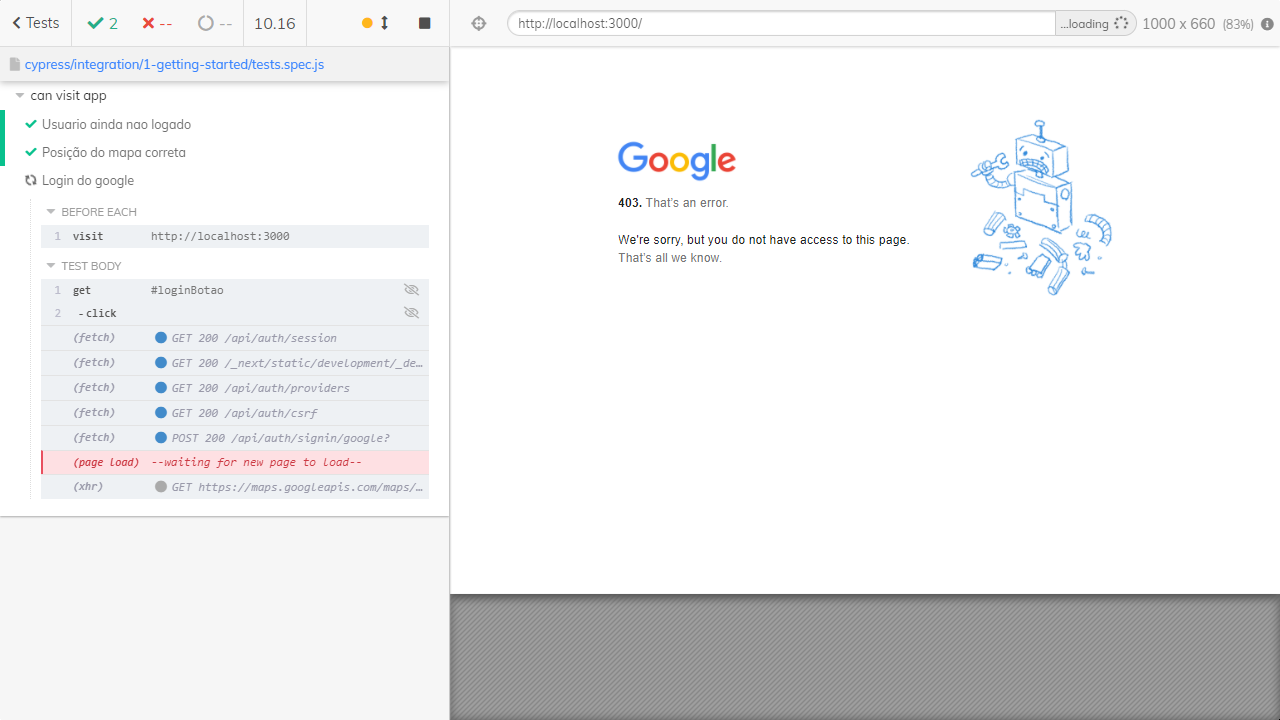 Tests
2
--
--
10.16
http://localhost:3000/
...loading
1000 x 660 (83%)
cypress/integration/1-getting-started/tests.spec.js
can visit app
Usuario ainda nao logado
Posição do mapa correta
Login do google
BEFORE EACH
1 visit http://localhost:3000
TEST BODY
1 get #loginBotao
2 -click
(fetch) GET 200 /api/auth/session
(fetch) GET 200 /_next/static/development/_de…
(fetch) GET 200 /api/auth/providers
(fetch) GET 200 /api/auth/csrf
(fetch) POST 200 /api/auth/signin/google?
(page load) --waiting for new page to load--
(xhr) GET https://maps.googleapis.com/maps/…
Google
403. That's an error.
We're sorry, but you do not have access to this page.
That's all we know.